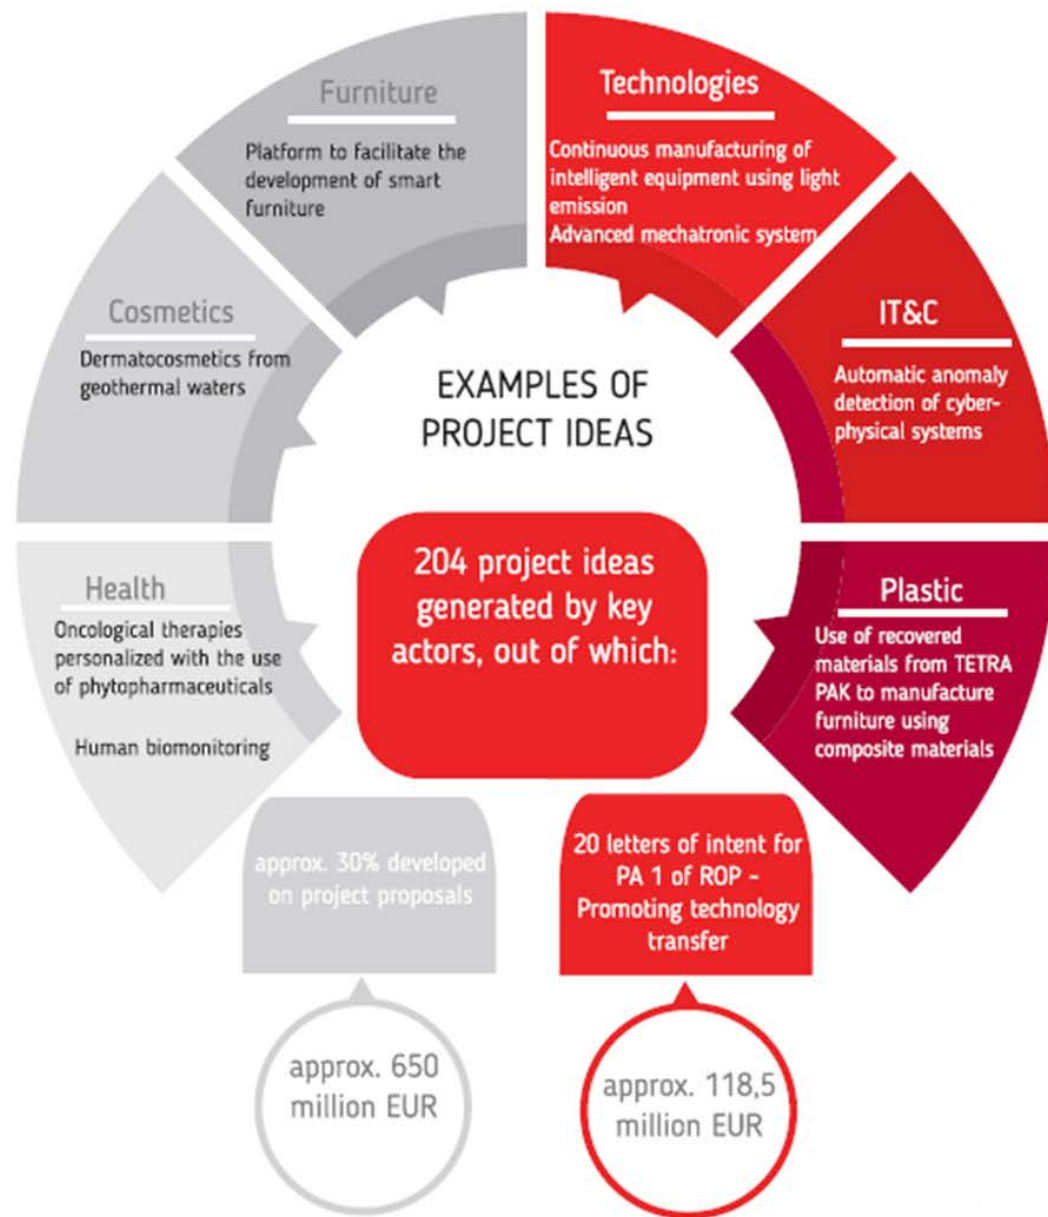 Furniture
Platform to facilitate the
development of smart
furniture
Technologies
Continuous manufacturing of
intelligent equipment using light
emission
Advanced mechatronic system
Cosmetics
Dermatocosmetics from
geothermal waters
IT&C
Automatic anomaly
detection of cyber-
physical systems
EXAMPLES OF
PROJECT IDEAS
Health
Oncological therapies
personalized with the use
of phytopharmaceuticals
Human biomonitoring
204 project ideas
generated by key
actors, out of which:
Plastic
Use of recovered
materials from TETRA
PAK to manufacture
furniture using
composite materials
approx. 30% developed
on project proposals
20 letters of intent for
PA 1 of ROP -
Promoting technology
transfer
approx. 650
million EUR
approx. 118,5
million EUR